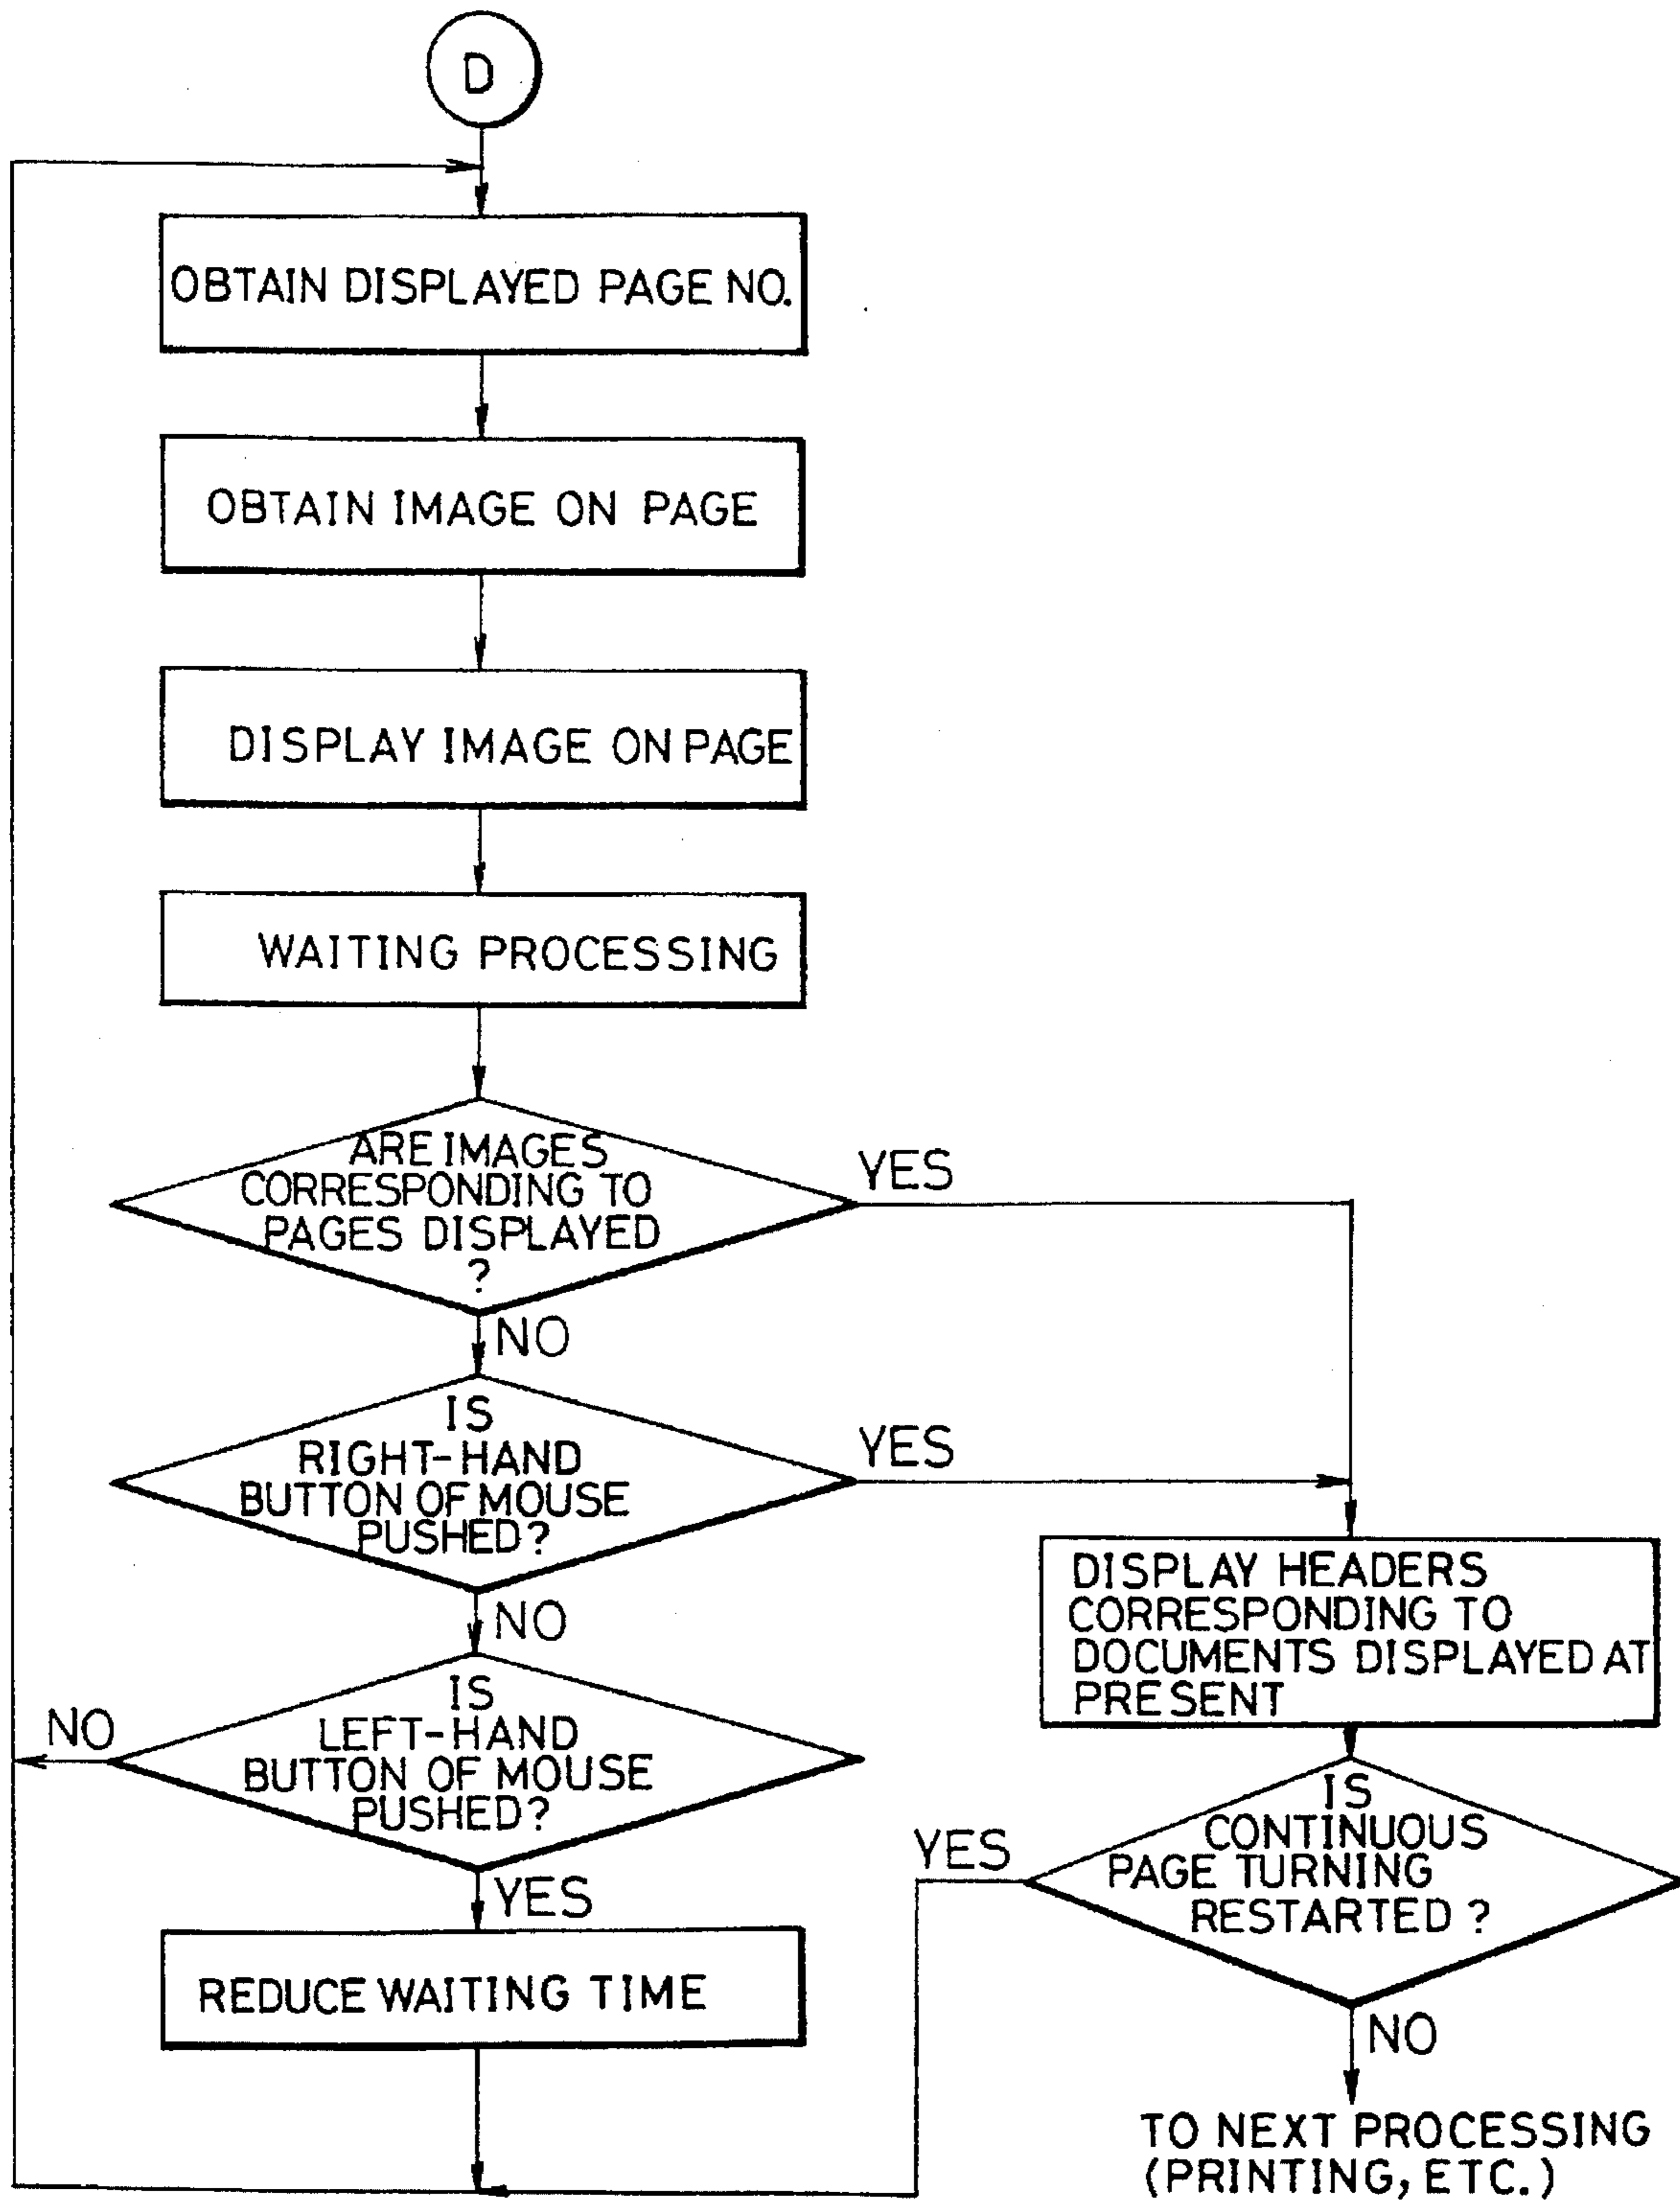 D
OBTAIN DISPLAYED PAGE NO.
OBTAIN IMAGE ON PAGE
DISPLAY IMAGE ON PAGE
WAITING PROCESSING
ARE IMAGES
CORRESPONDING TO
PAGES DISPLAYED
?
YES
NO
IS
RIGHT-HAND
BUTTON OF MOUSE
PUSHED?
YES
NO
IS
LEFT-HAND
BUTTON OF MOUSE
PUSHED?
NO
YES
REDUCE WAITING TIME
DISPLAY HEADERS
CORRESPONDING TO
DOCUMENTS DISPLAYED AT
PRESENT
IS
CONTINUOUS
PAGE TURNING
RESTARTED ?
YES
NO
TO NEXT PROCESSING
(PRINTING, ETC.)